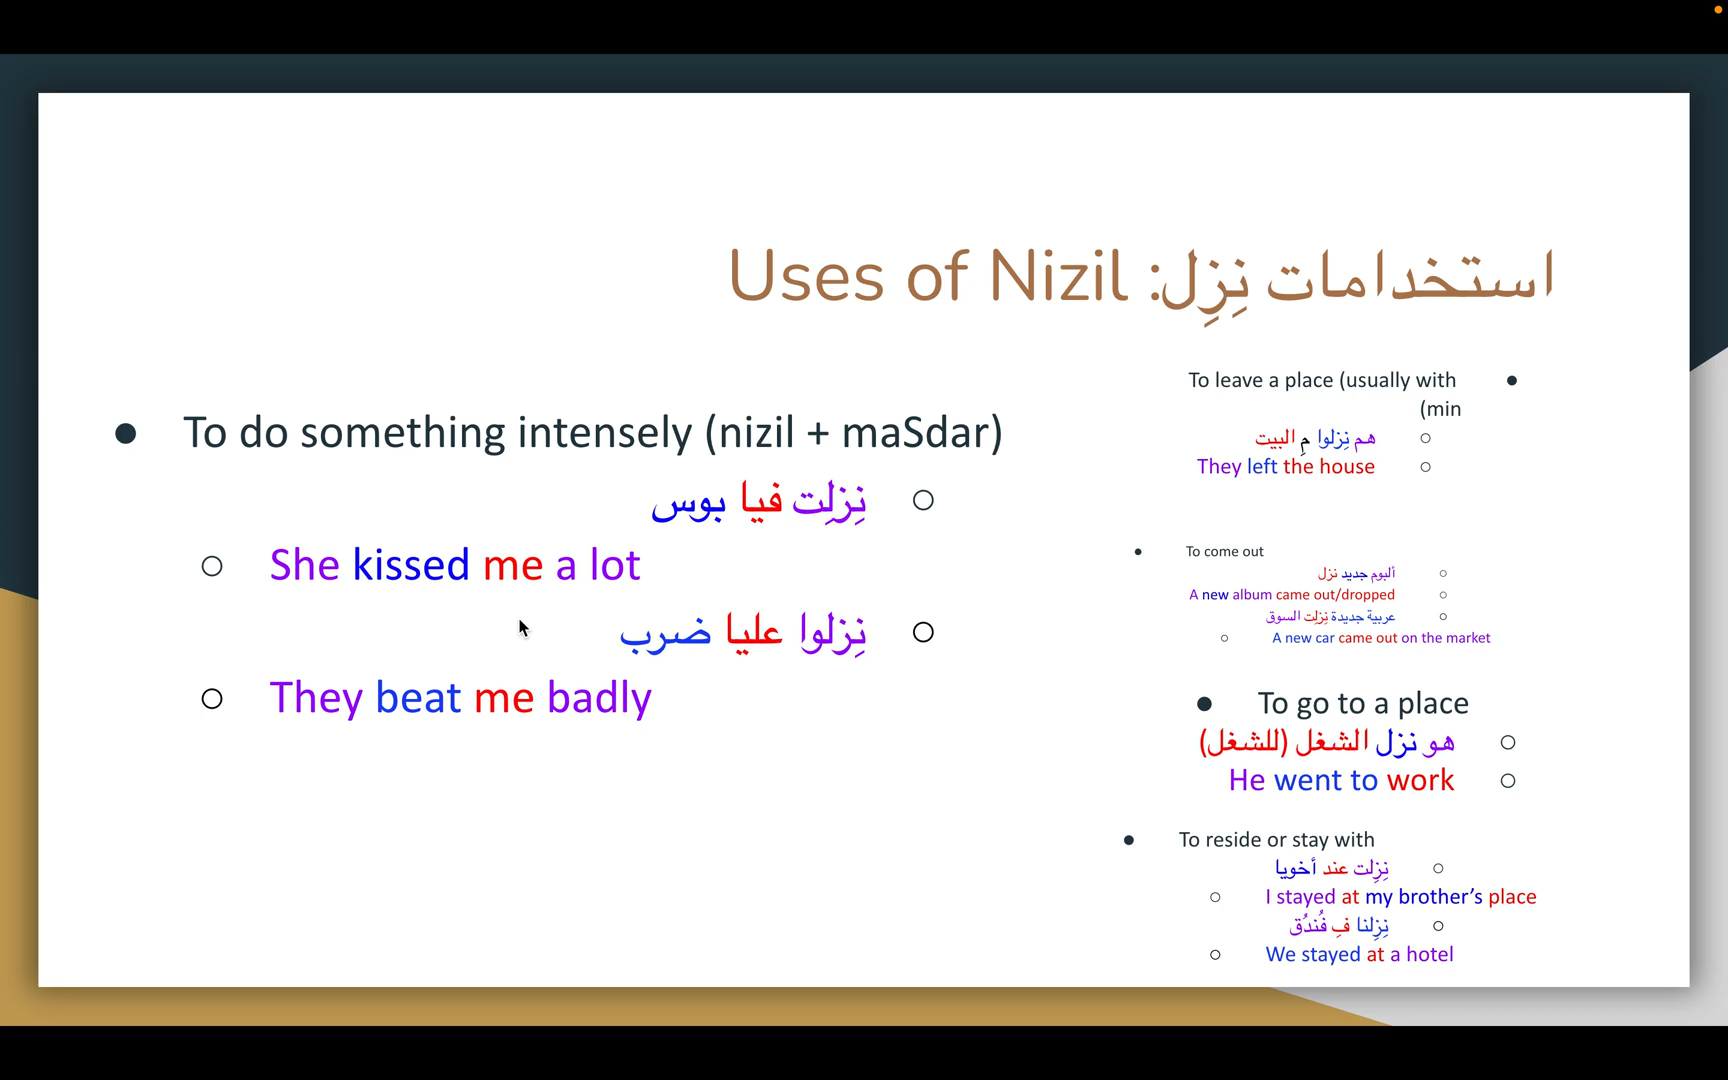 استخدامات نِزِل: Uses of Nizil
To do something intensely (nizil + maSdar)
نِزلِت فيا بوس
She kissed me a lot
نِزلوا عليا ضرب
They beat me badly
To leave a place (usually with
(min
هم نِزلوا مِ البيت
They left the house
To come out
ألبوم جديد نزل
A new album came out/dropped
عربية جديدة نِزلِت السوق
A new car came out on the market
To go to a place
هو نزل الشغل (للشغل)
He went to work
To reside or stay with
نِزِلت عند أخويا
I stayed at my brother’s place
نِزِلنا فِ فُندُق
We stayed at a hotel